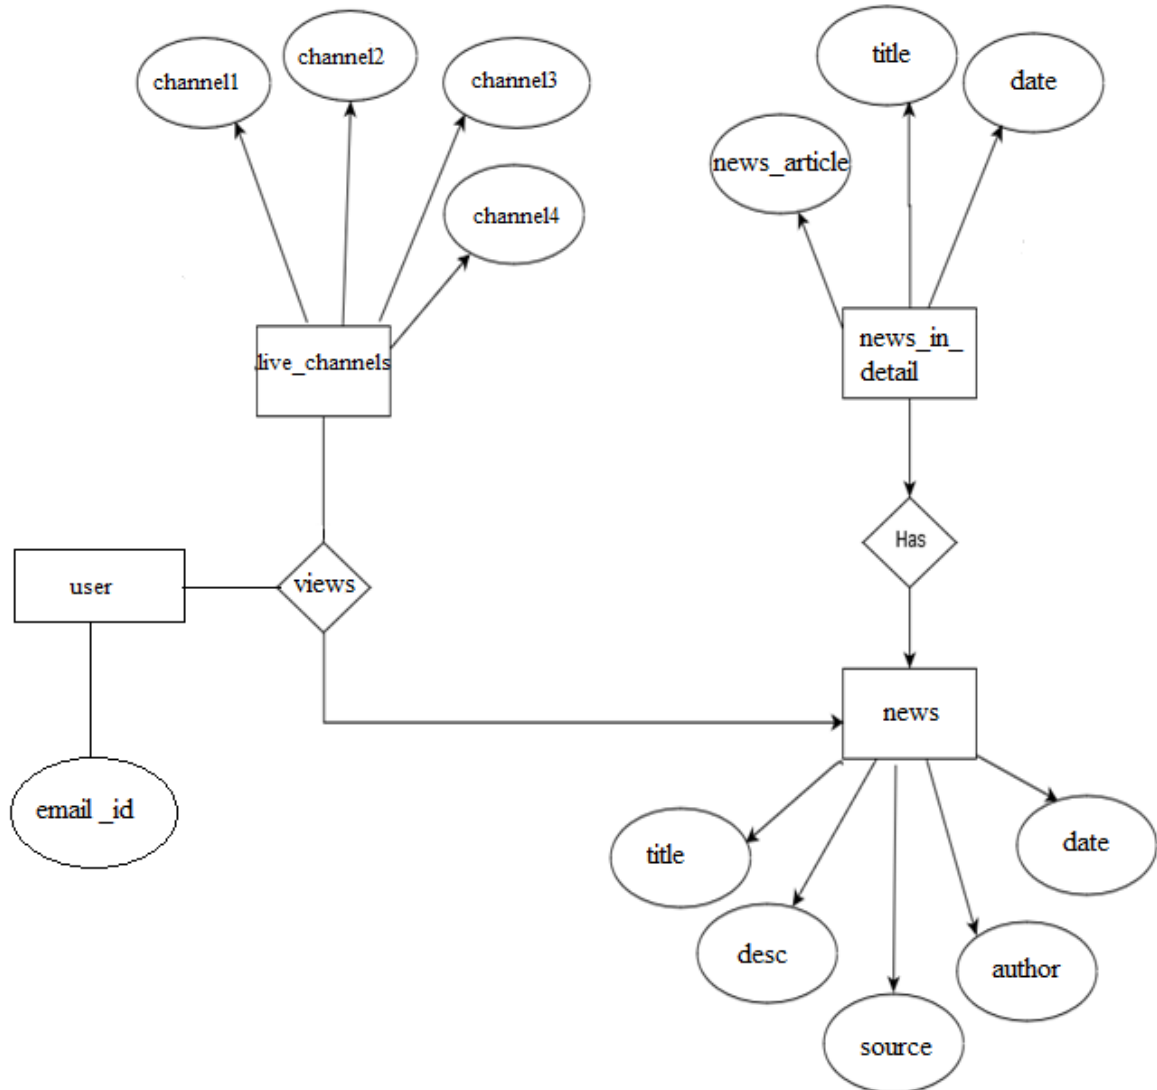 channel1
channel2
channel3
channel4
title
date
news_article
.live_channels
news_in_
detail
Has
user
views
news
email _id
title
date
desc
author
source